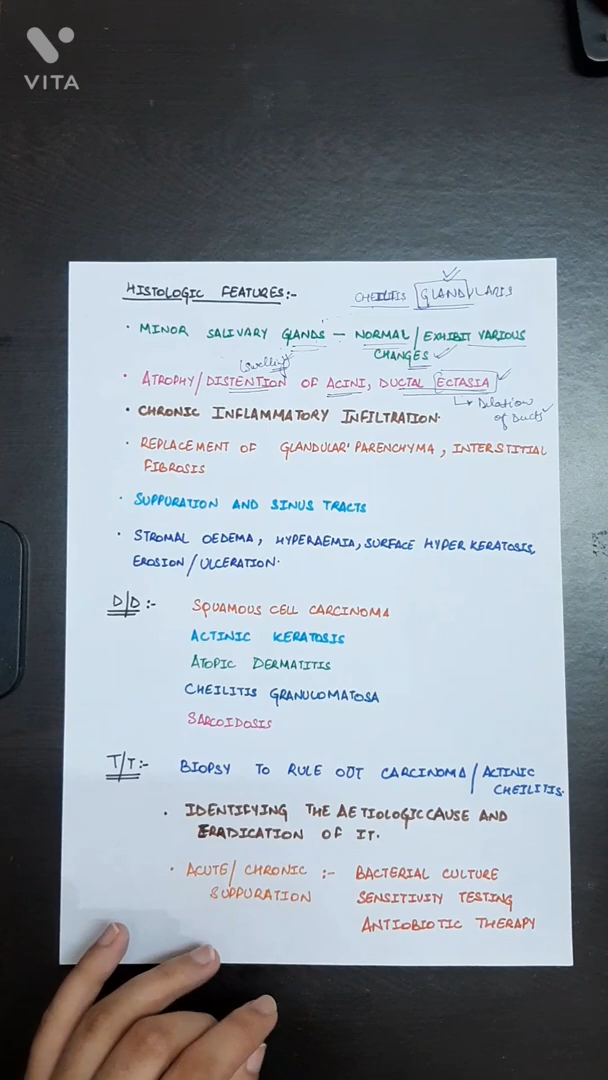 VITA
HISTOLOGIC FEATURES:-
CHEILITIS GLANDULARIS
• MINOR SALIVARY GLANDS – NORMAL / EXHIBIT VARIOUS
CHANGES
(swelling)
• ATROPHY/DISTENTION OF ACINI, DUCTAL ECTASIA
↳ Dilation
of Ducts
• CHRONIC INFLAMMATORY INFILTRATION.
• REPLACEMENT OF GLANDULAR PARENCHYMA, INTERSTITIAL
FIBROSIS
• SUPPURATION AND SINUS TRACTS
• STROMAL OEDEMA, HYPERAEMIA, SURFACE HYPER KERATOSIS,
EROSION/ULCERATION.
D/D:- SQUAMOUS CELL CARCINOMA
ACTINIC KERATOSIS
ATOPIC DERMATITIS
CHEILITIS GRANULOMATOSA
SARCOIDOSIS
T/T:- BIOPSY TO RULE OUT CARCINOMA / ACTINIC
CHEILITIS.
• IDENTIFYING THE AETIOLOGIC CAUSE AND
ERADICATION OF IT.
• ACUTE/CHRONIC :- BACTERIAL CULTURE
SUPPURATION SENSITIVITY TESTING
ANTIOBIOTIC THERAPY